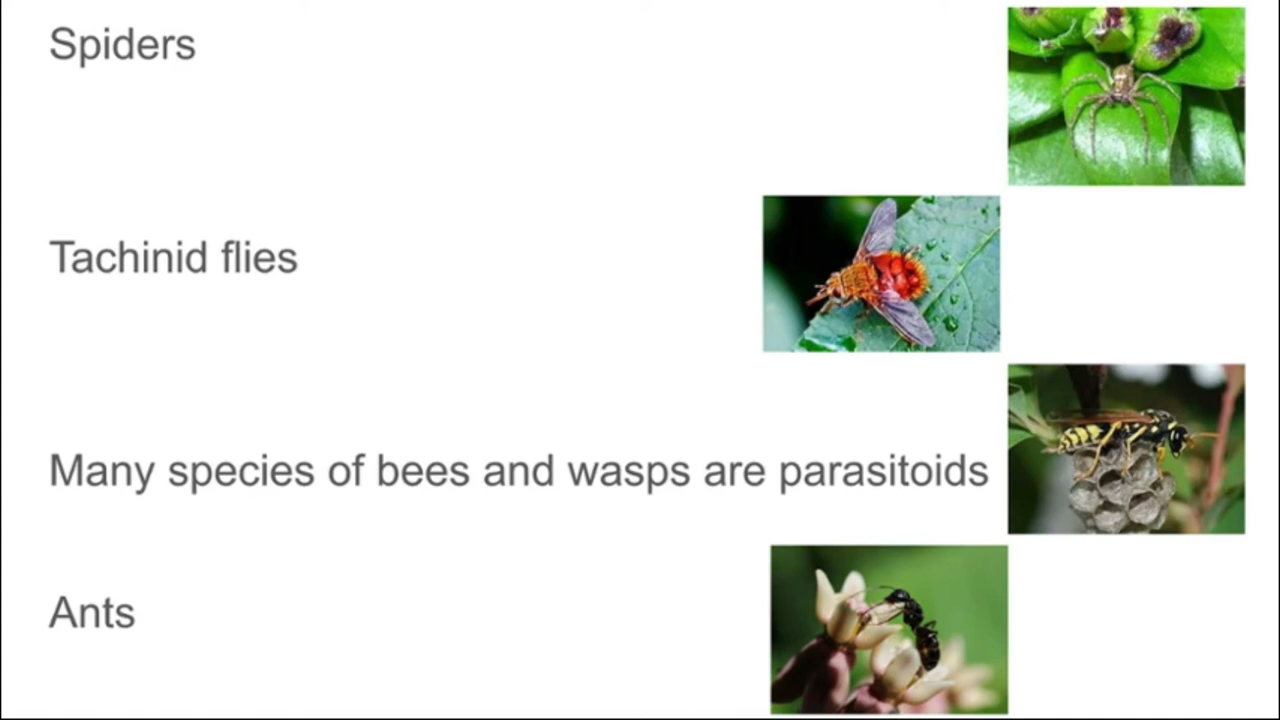 Spiders
Tachinid flies
Many species of bees and wasps are parasitoids
Ants